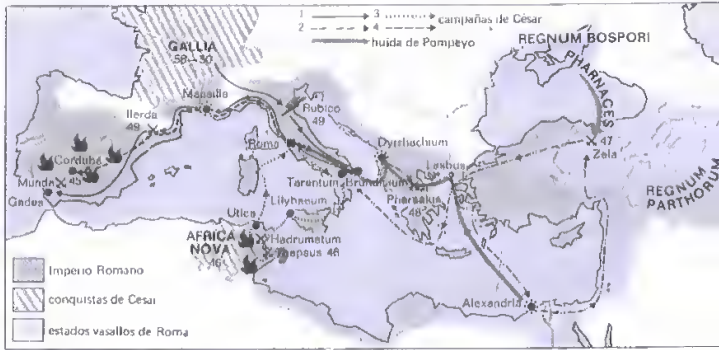 1 3 campañas de César
2 4
huída de Pompeyo
REGNUM BOSPORI
PHARNACES
GALLIA
58–50
Massilia
Rubico
49
Ilerda
49
Roma
Dyrrhachium
Lesbus
47
Zela
Corduba
Munda 45
Gades
Tarentum Brundisium
Pharsalus
48
REGNUM
PARTHORUM
Utica
Lilybaeum
AFRICA
NOVA
46
Hadrumetum
Thapsus 46
Alexandria
Imperio Romano
conquistas de César
estados vasallos de Roma